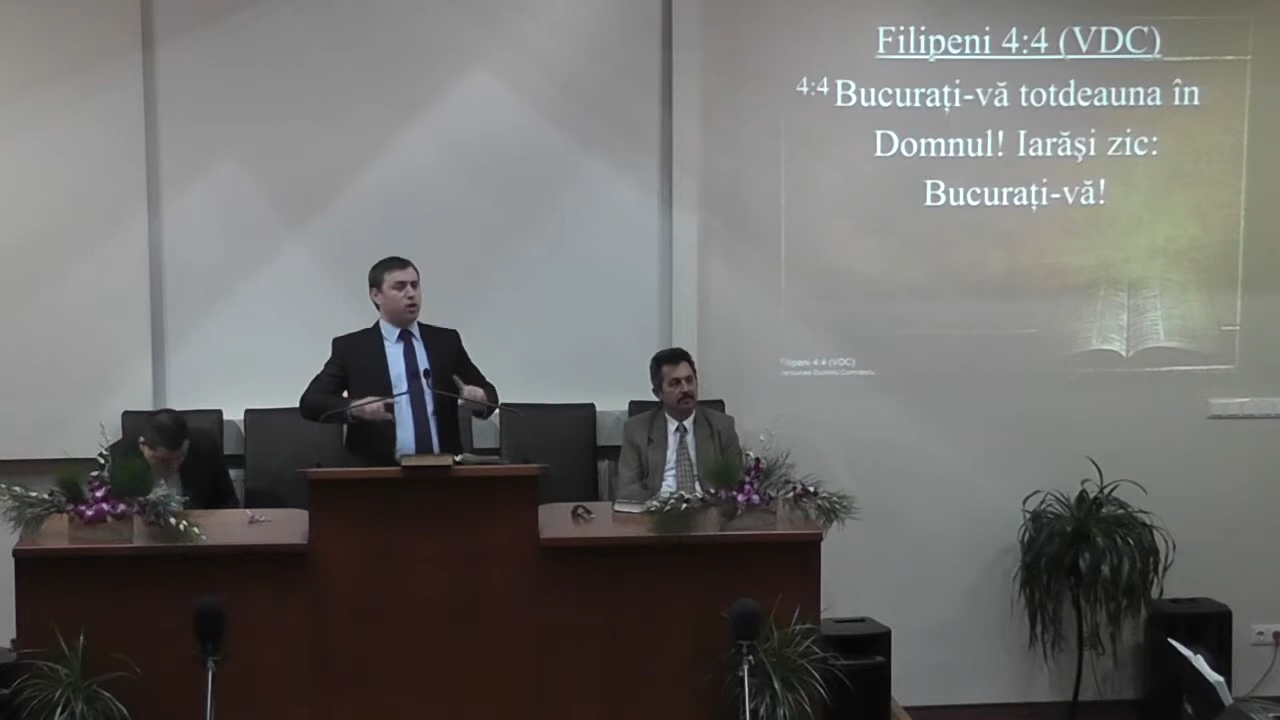 Filipeni 4:4 (VDC)
4:4 Bucurați-vă totdeauna în
Domnul! Iarăşi zic:
Bucurați-vă!
Filipeni 4:4 (VDC)